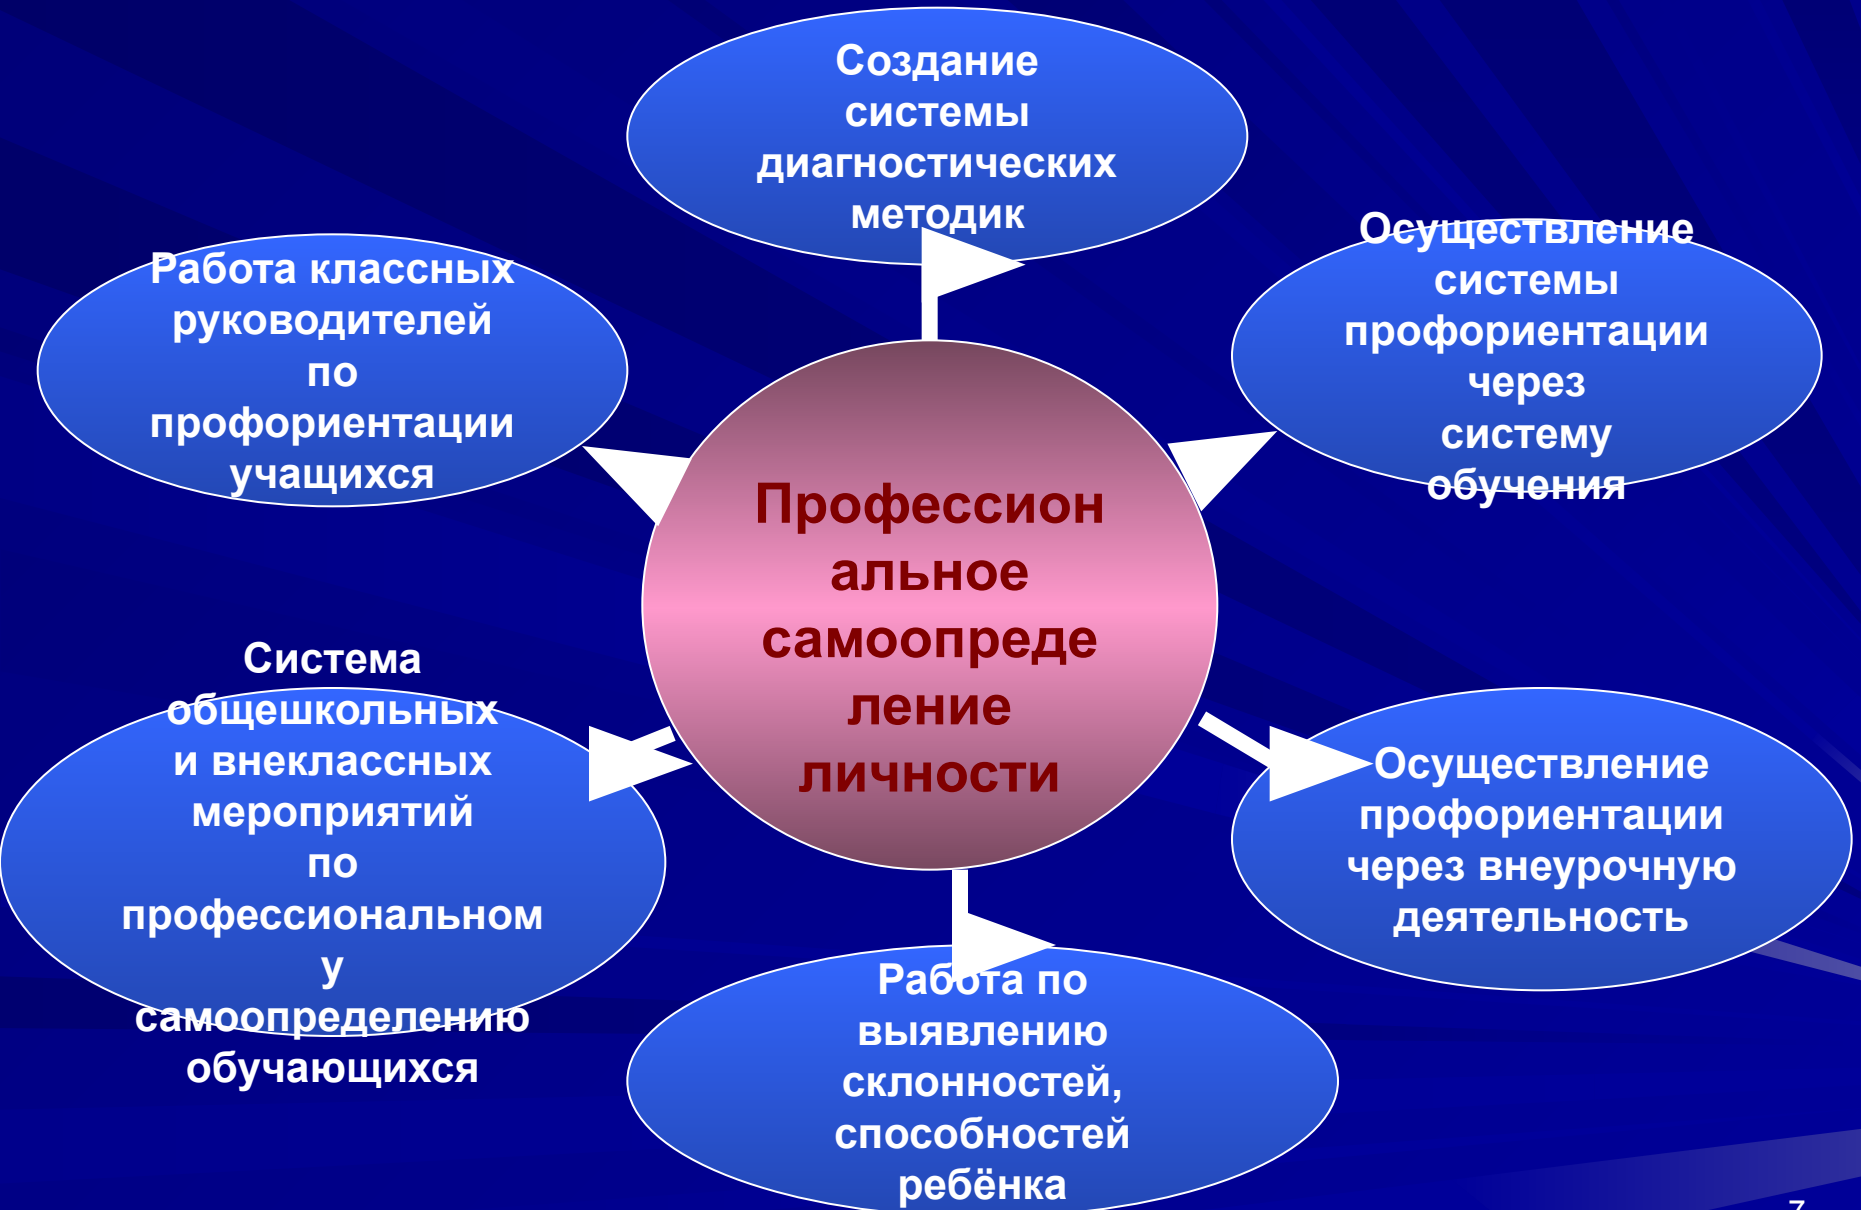 Создание
системы
диагностических
методик
Работа классных
руководителей
по
профориентации
учащихся
Осуществление
системы
профориентации
через
систему
обучения
Профессион
альное
самоопреде
ление
личности
Система
общешкольных
и внеклассных
мероприятий
по
профессиональном
у
самоопределению
обучающихся
Осуществление
профориентации
через внеурочную
деятельность
Работа по
выявлению
склонностей,
способностей
ребёнка
7